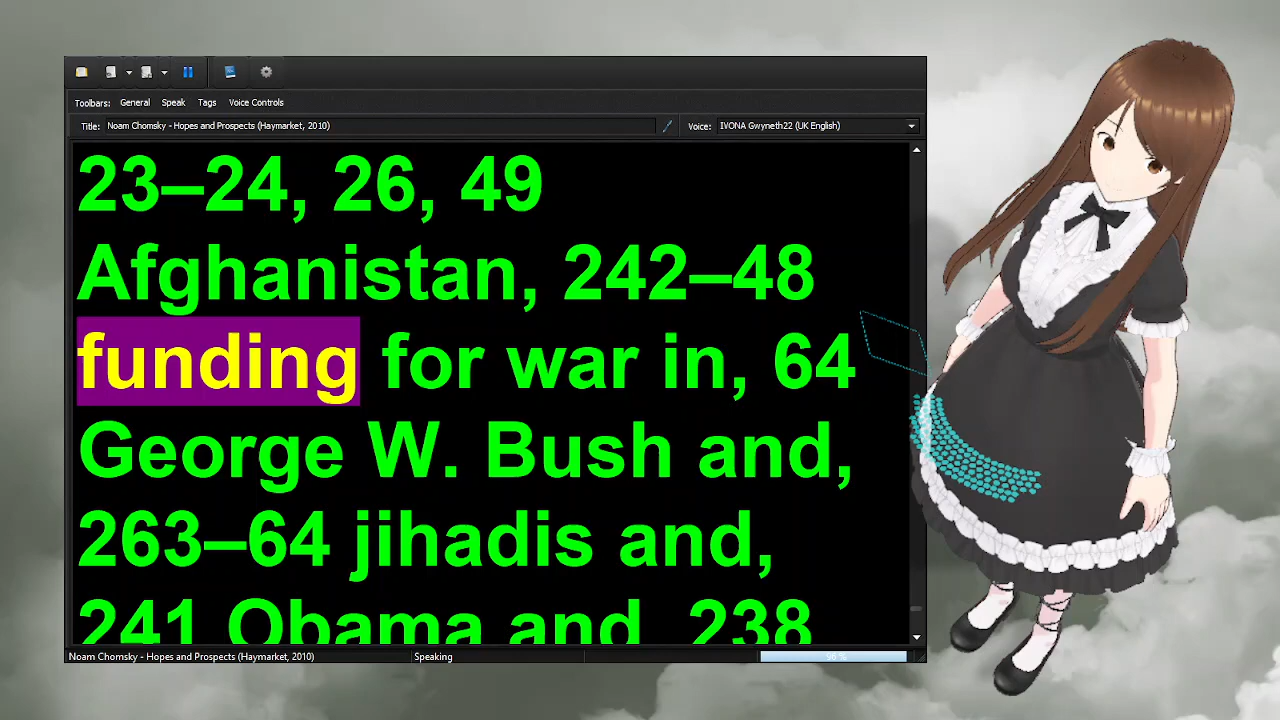 Toolbars: General Speak Tags Voice Controls
Title: Noam Chomsky - Hopes and Prospects (Haymarket, 2010) Voice: IVONA Gwyneth22 (UK English)
23–24, 26, 49
Afghanistan, 242–48
funding for war in, 64
George W. Bush and,
263–64 jihadis and,
241 Obama and, 238
Noam Chomsky - Hopes and Prospects (Haymarket, 2010) Speaking 96 %